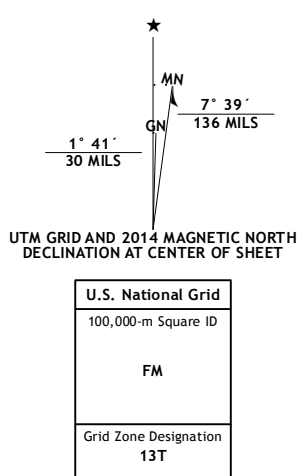 ★
MN
7° 39´
136 MILS
GN
1° 41´
30 MILS
UTM GRID AND 2014 MAGNETIC NORTH
DECLINATION AT CENTER OF SHEET
U.S. National Grid
100,000-m Square ID
FM
Grid Zone Designation
13T